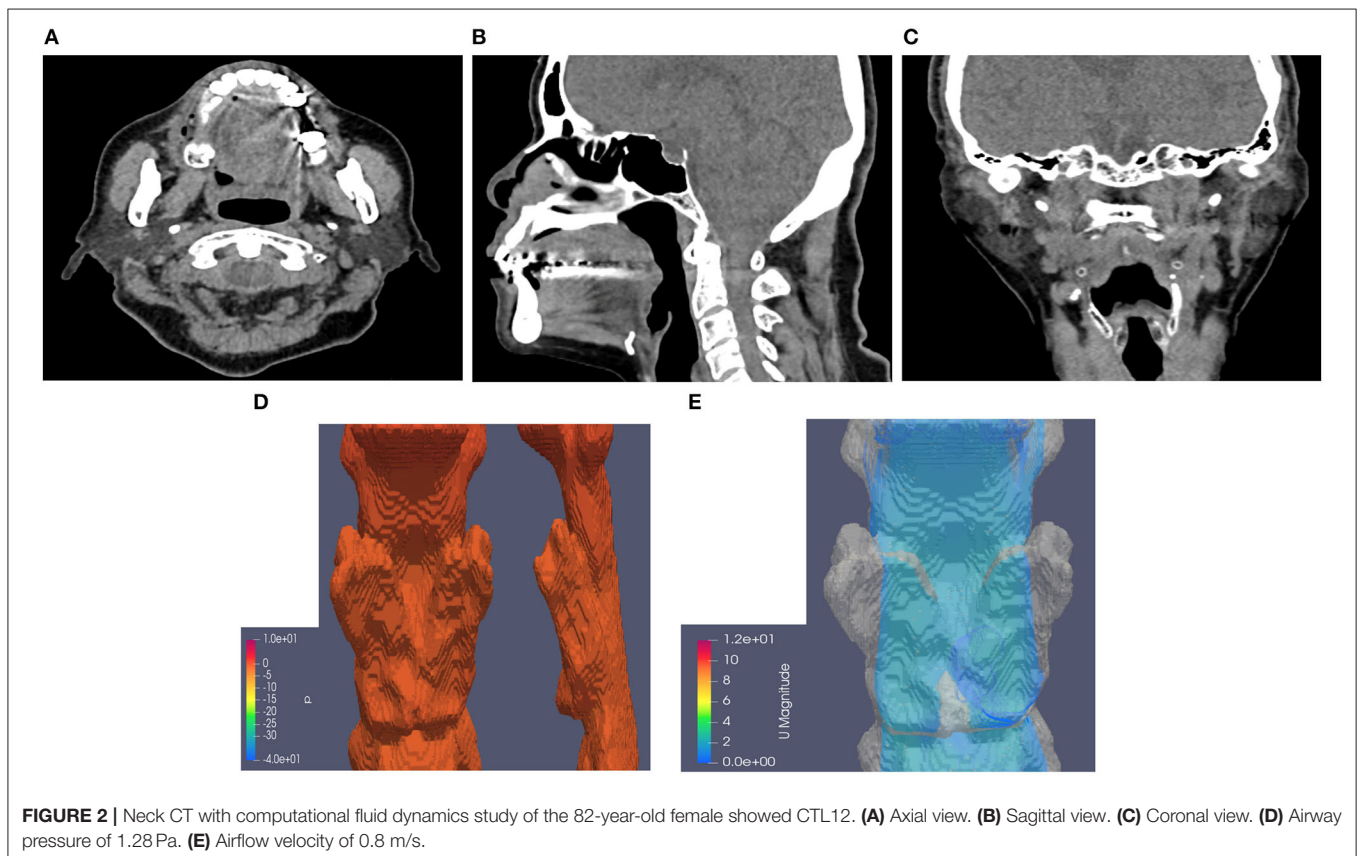 A
B
C
D
E
1.0e+01
0
-5
-10
-15
-20
-25
-30
-4.0e+01
p
1.2e+01
10
8
6
4
2
0.0e+00
U Magnitude
FIGURE 2 | Neck CT with computational fluid dynamics study of the 82-year-old female showed CTL12. (A) Axial view. (B) Sagittal view. (C) Coronal view. (D) Airway
pressure of 1.28 Pa. (E) Airflow velocity of 0.8 m/s.